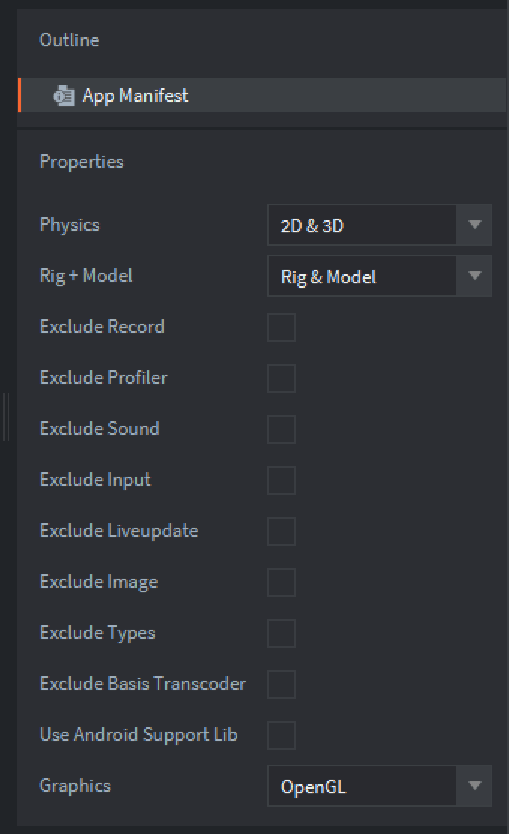 Outline
App Manifest
Properties
Physics 2D & 3D
Rig + Model Rig & Model
Exclude Record
Exclude Profiler
Exclude Sound
Exclude Input
Exclude Liveupdate
Exclude Image
Exclude Types
Exclude Basis Transcoder
Use Android Support Lib
Graphics OpenGL